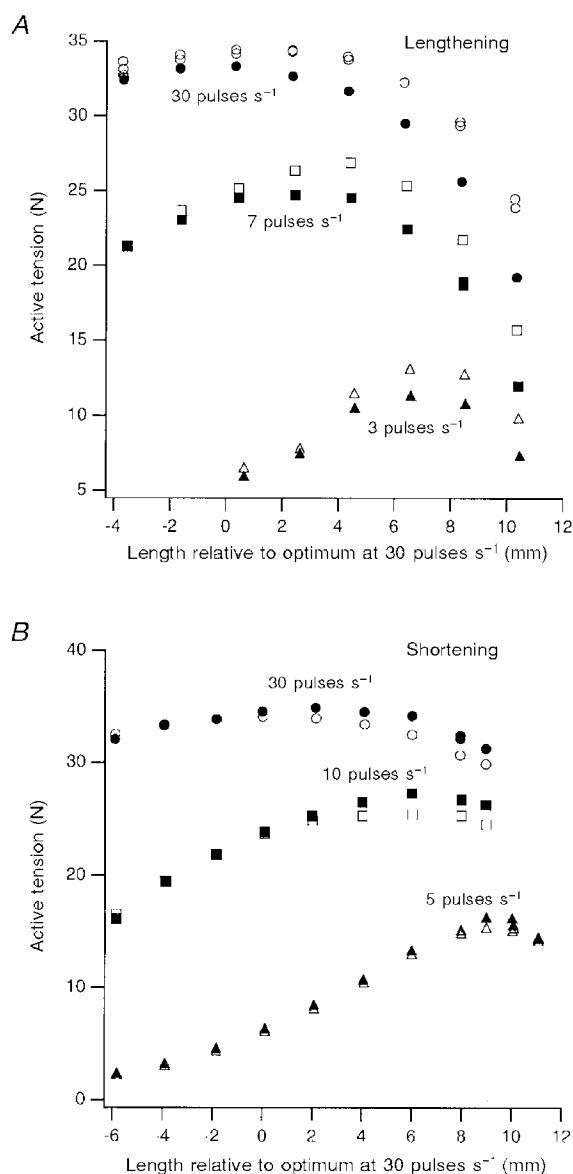 A
Lengthening
35
30
25
20
15
10
5
Active tension (N)
30 pulses s⁻¹
7 pulses s⁻¹
3 pulses s⁻¹
-4 -2 0 2 4 6 8 10 12
Length relative to optimum at 30 pulses s⁻¹ (mm)
B
Shortening
40
30
20
10
0
Active tension (N)
30 pulses s⁻¹
10 pulses s⁻¹
5 pulses s⁻¹
-6 -4 -2 0 2 4 6 8 10 12
Length relative to optimum at 30 pulses s⁻¹ (mm)